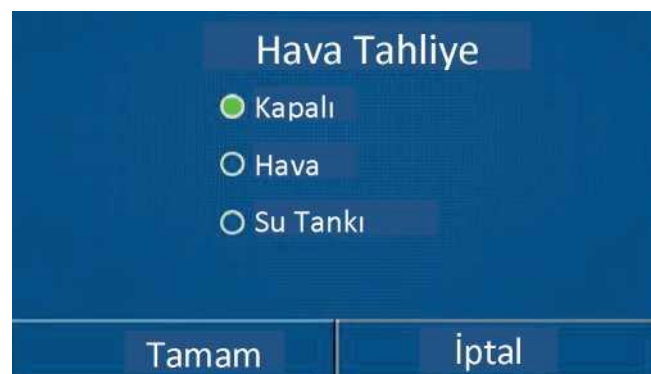 Hava Tahliye
Kapalı
Hava
Su Tankı
Tamam İptal